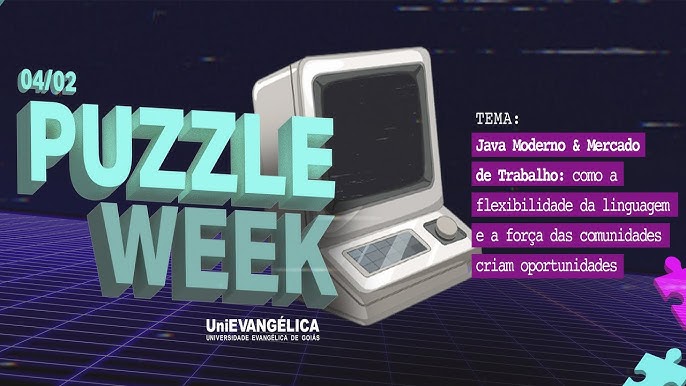 04/02
PUZZLE
WEEK
UniEVANGÉLICA
UNIVERSIDADE EVANGÉLICA DE GOIÁS
TEMA:
Java Moderno & Mercado
de Trabalho: como a
flexibilidade da linguagem
e a força das comunidades
criam oportunidades